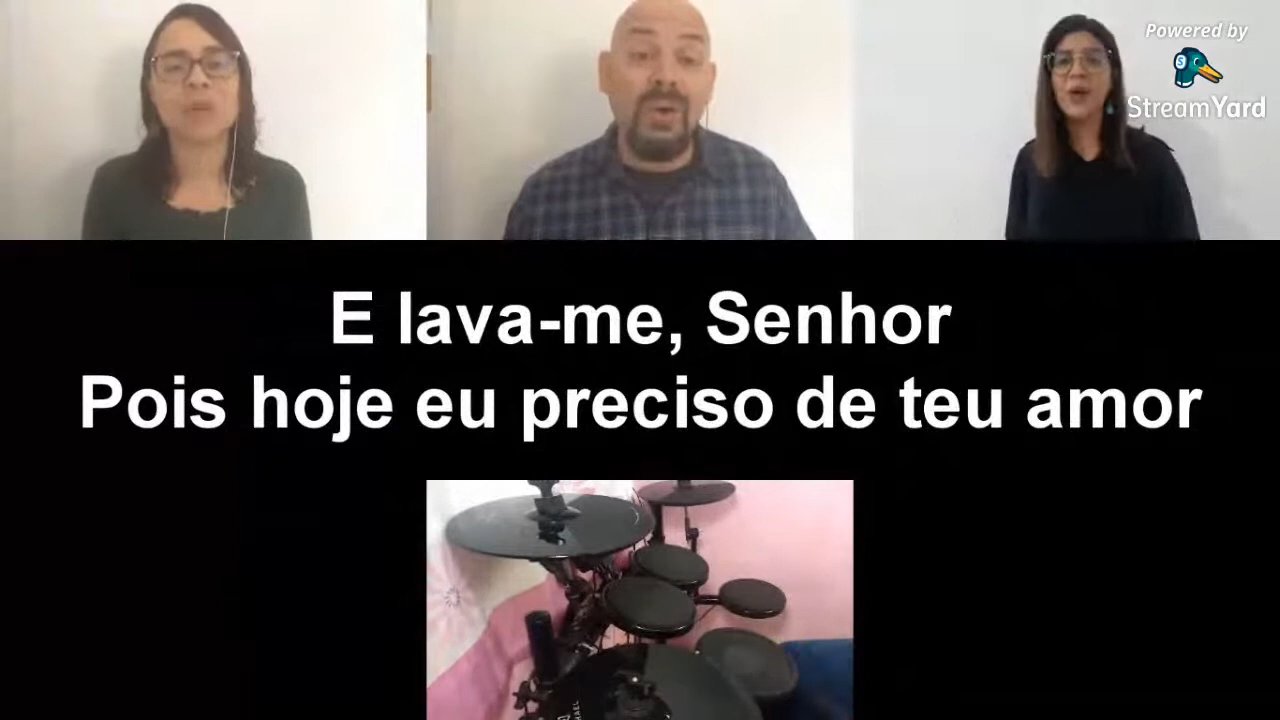 Powered by
StreamYard
E lava-me, Senhor
Pois hoje eu preciso de teu amor